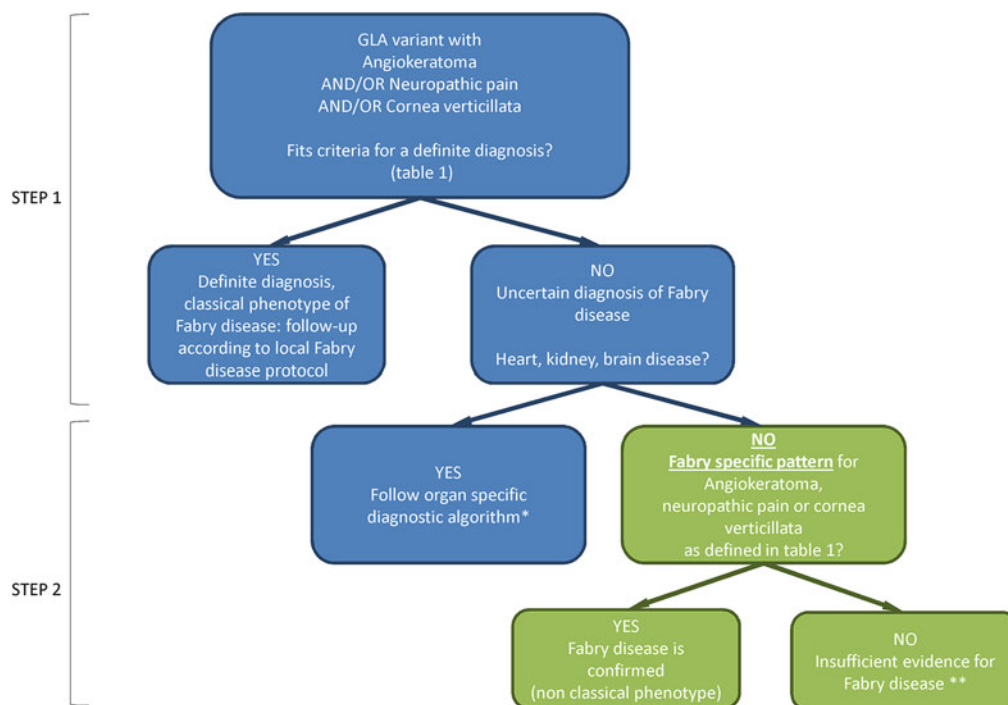 GLA variant with
Angiokeratoma
AND/OR Neuropathic pain
AND/OR Cornea verticillata
Fits criteria for a definite diagnosis?
(table 1)
STEP 1
YES
Definite diagnosis,
classical phenotype of
Fabry disease: follow-up
according to local Fabry
disease protocol
NO
Uncertain diagnosis of Fabry
disease
Heart, kidney, brain disease?
STEP 2
YES
Follow organ specific
diagnostic algorithm*
NO
Fabry specific pattern for
Angiokeratoma,
neuropathic pain or cornea
verticillata
as defined in table 1?
YES
Fabry disease is
confirmed
(non classical phenotype)
NO
Insufficient evidence for
Fabry disease **